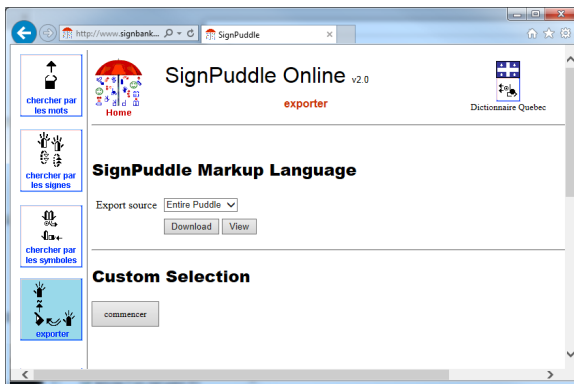 http://www.signbank...
SignPuddle
chercher par
les mots
chercher par
les signes
chercher par
les symboles
exporter
Home
SignPuddle Online v2.0
exporter
Dictionnaire Quebec
SignPuddle Markup Language
Export source Entire Puddle
Download View
Custom Selection
commencer